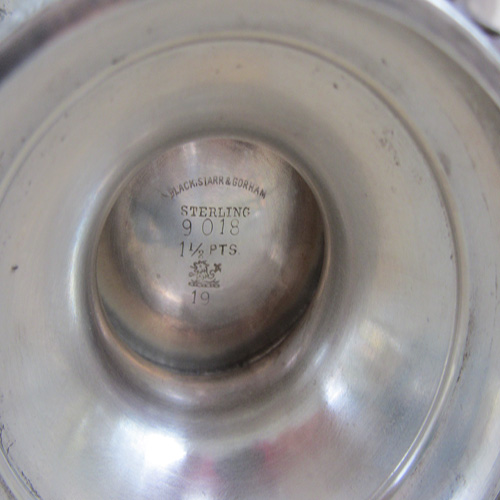 BLACK, STARR & GORHAM
STERLING
9018
1½ PTS.
19